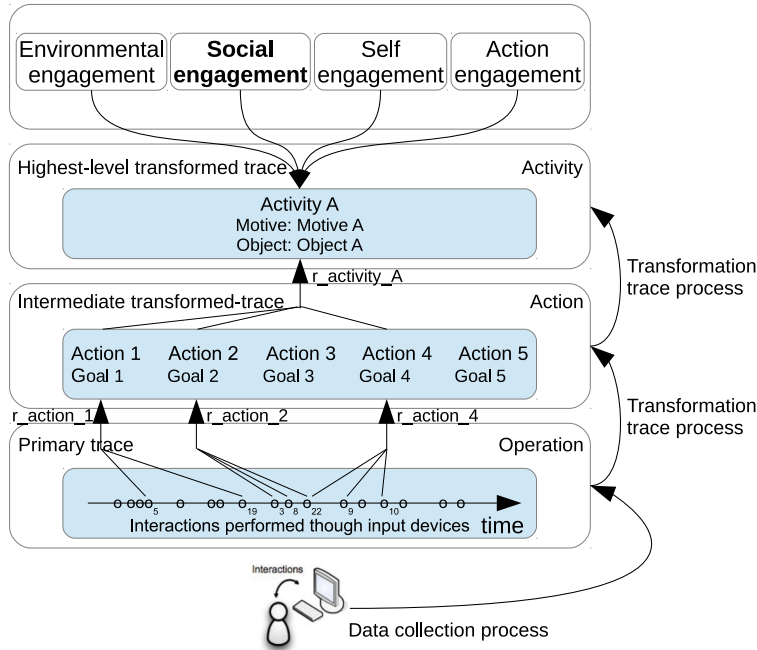 Environmental engagement
Social engagement
Self engagement
Action engagement
Highest-level transformed trace
Activity
Activity A
Motive: Motive A
Object: Object A
r_activity_A
Transformation trace process
Intermediate transformed-trace
Action
Action 1
Action 2
Action 3
Action 4
Action 5
Goal 1
Goal 2
Goal 3
Goal 4
Goal 5
r_action_1
r_action_2
r_action_4
Transformation trace process
Primary trace
Operation
5
19
3
8
22
9
10
Interactions performed though input devices
time
Interactions
Data collection process